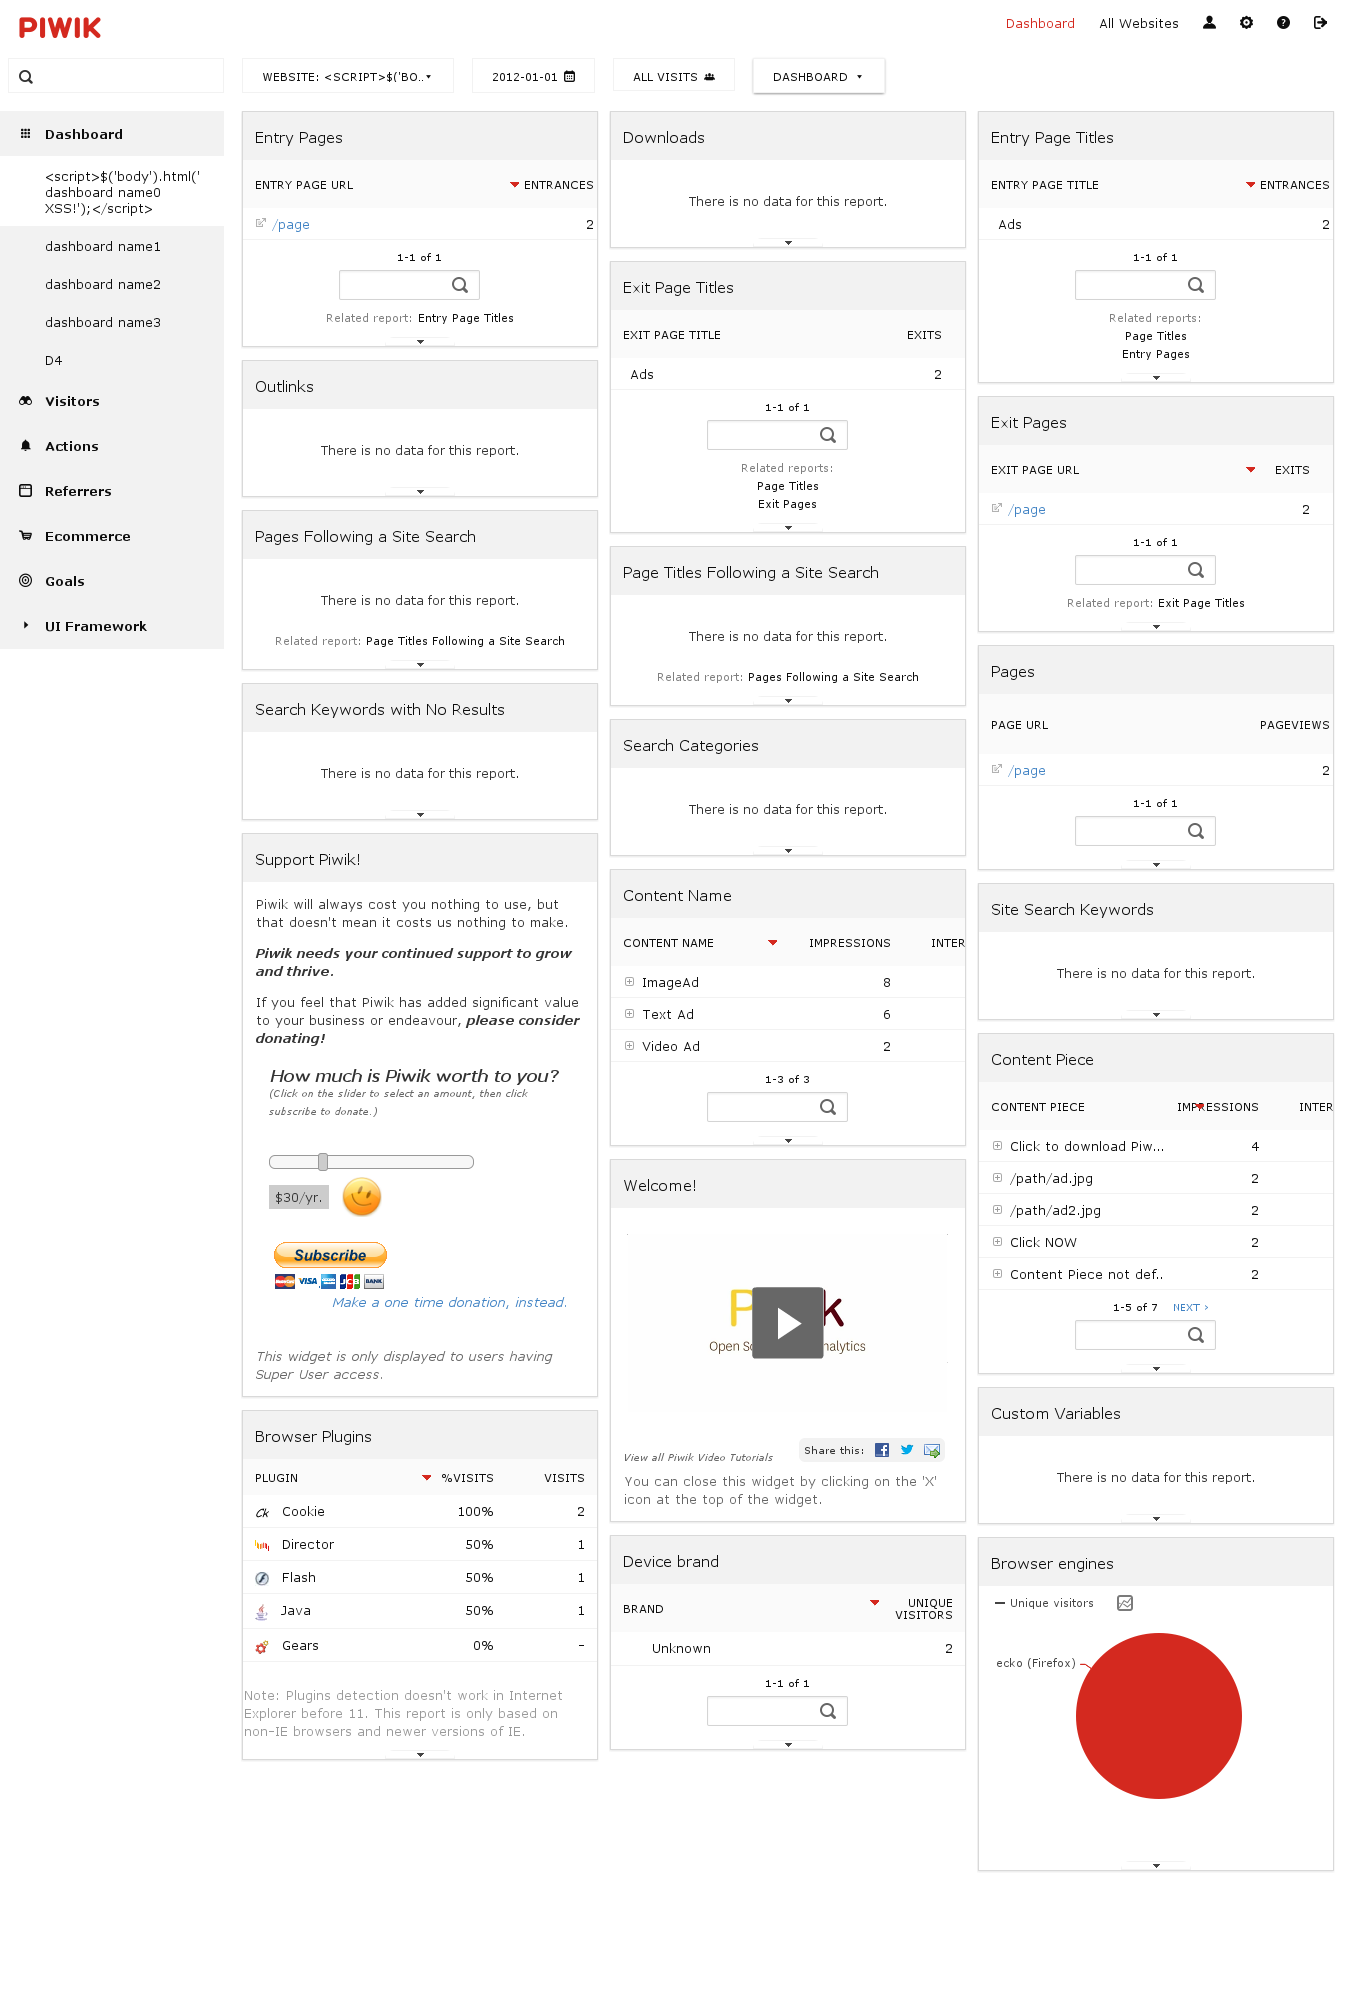 PIWIK
Dashboard
All Websites
WEBSITE: <SCRIPT>$('BO..
2012-01-01
ALL VISITS
DASHBOARD
Dashboard
<script>$('body').html('
dashboard name0
XSS!');</script>
dashboard name1
dashboard name2
dashboard name3
D4
Visitors
Actions
Referrers
Ecommerce
Goals
UI Framework
Entry Pages
ENTRY PAGE URL ENTRANCES
/page 2
1-1 of 1
Related report: Entry Page Titles
Outlinks
There is no data for this report.
Pages Following a Site Search
There is no data for this report.
Related report: Page Titles Following a Site Search
Search Keywords with No Results
There is no data for this report.
Support Piwik!
Piwik will always cost you nothing to use, but
that doesn't mean it costs us nothing to make.
Piwik needs your continued support to grow
and thrive.
If you feel that Piwik has added significant value
to your business or endeavour, please consider
donating!
How much is Piwik worth to you?
(Click on the slider to select an amount, then click
subscribe to donate.)
$30/yr.
Subscribe
VISA JCB BANK
Make a one time donation, instead.
This widget is only displayed to users having
Super User access.
Browser Plugins
PLUGIN %VISITS VISITS
Ck Cookie 100% 2
Director 50% 1
Flash 50% 1
Java 50% 1
Gears 0% -
Note: Plugins detection doesn't work in Internet
Explorer before 11. This report is only based on
non-IE browsers and newer versions of IE.
Downloads
There is no data for this report.
Exit Page Titles
EXIT PAGE TITLE EXITS
Ads 2
1-1 of 1
Related reports:
Page Titles
Exit Pages
Page Titles Following a Site Search
There is no data for this report.
Related report: Pages Following a Site Search
Search Categories
There is no data for this report.
Content Name
CONTENT NAME IMPRESSIONS INTER
ImageAd 8
Text Ad 6
Video Ad 2
1-3 of 3
Welcome!
P k
Open So nalytics
View all Piwik Video Tutorials
Share this:
You can close this widget by clicking on the 'X'
icon at the top of the widget.
Device brand
BRAND UNIQUE
VISITORS
Unknown 2
1-1 of 1
Entry Page Titles
ENTRY PAGE TITLE ENTRANCES
Ads 2
1-1 of 1
Related reports:
Page Titles
Entry Pages
Exit Pages
EXIT PAGE URL EXITS
/page 2
1-1 of 1
Related report: Exit Page Titles
Pages
PAGE URL PAGEVIEWS
/page 2
1-1 of 1
Site Search Keywords
There is no data for this report.
Content Piece
CONTENT PIECE IMPRESSIONS INTER
Click to download Piw... 4
/path/ad.jpg 2
/path/ad2.jpg 2
Click NOW 2
Content Piece not def.. 2
1-5 of 7 NEXT ›
Custom Variables
There is no data for this report.
Browser engines
Unique visitors
ecko (Firefox)